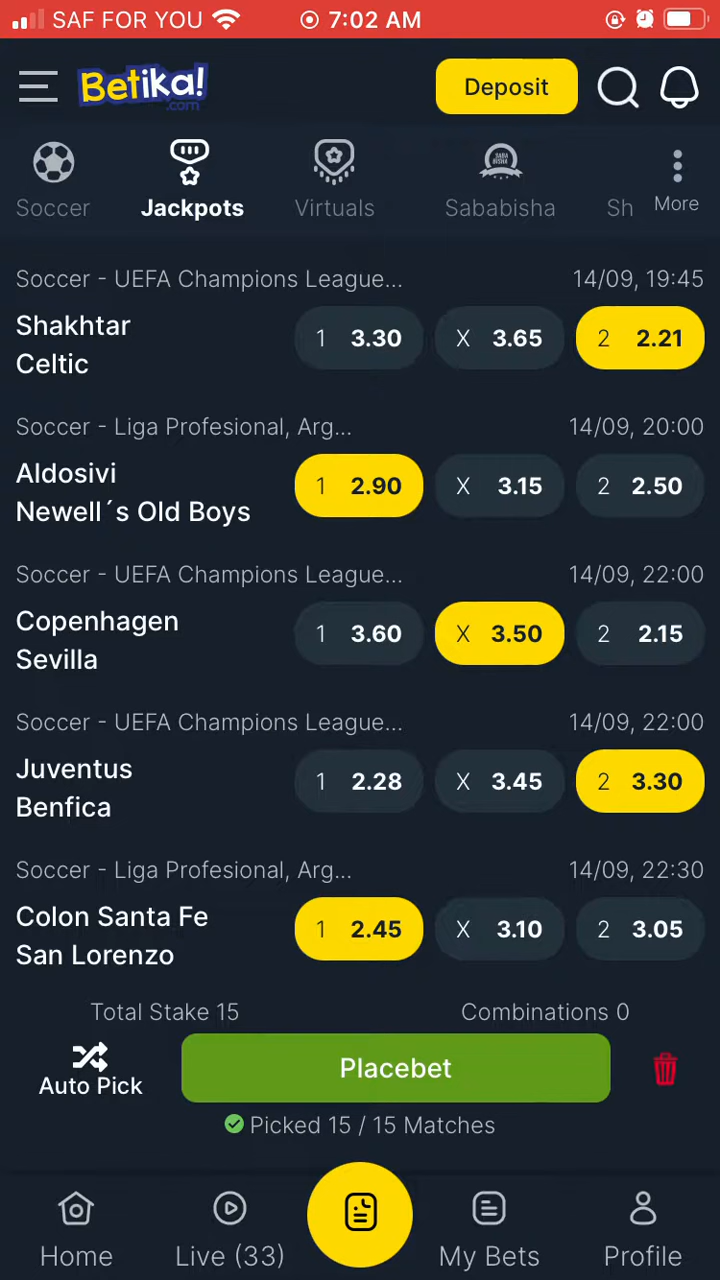 SAF FOR YOU 7:02 AM
Betika!
.com
Deposit
Soccer Jackpots Virtuals Sababisha Sh More
Soccer - UEFA Champions League... 14/09, 19:45
Shakhtar
Celtic
1 3.30 X 3.65 2 2.21
Soccer - Liga Profesional, Arg... 14/09, 20:00
Aldosivi
Newell´s Old Boys
1 2.90 X 3.15 2 2.50
Soccer - UEFA Champions League... 14/09, 22:00
Copenhagen
Sevilla
1 3.60 X 3.50 2 2.15
Soccer - UEFA Champions League... 14/09, 22:00
Juventus
Benfica
1 2.28 X 3.45 2 3.30
Soccer - Liga Profesional, Arg... 14/09, 22:30
Colon Santa Fe
San Lorenzo
1 2.45 X 3.10 2 3.05
Total Stake 15 Combinations 0
Auto Pick
Placebet
Picked 15 / 15 Matches
Home Live (33) My Bets Profile